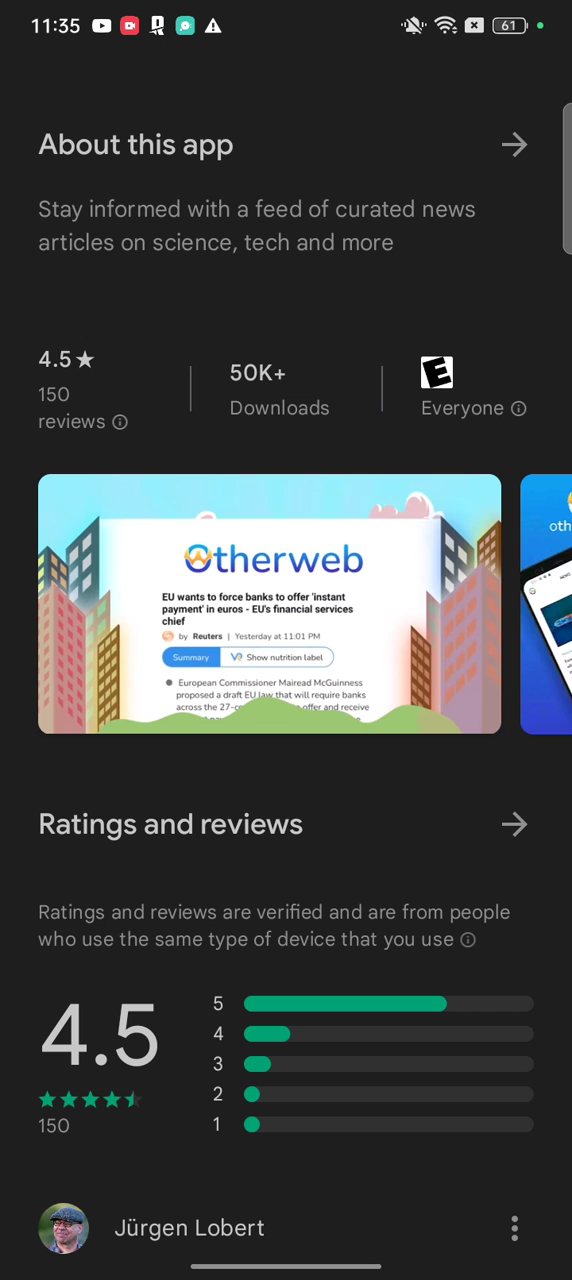 11:35
61
About this app
Stay informed with a feed of curated news
articles on science, tech and more
4.5★
150
reviews
50K+
Downloads
E
Everyone
Otherweb
EU wants to force banks to offer 'instant
payment' in euros - EU's financial services
chief
by Reuters | Yesterday at 11:01 PM
Summary
Show nutrition label
European Commissioner Mairead McGuinness
proposed a draft EU law that will require banks
across the 27-c offer and receive
oth
Ratings and reviews
Ratings and reviews are verified and are from people
who use the same type of device that you use
4.5
150
5
4
3
2
1
Jürgen Lobert